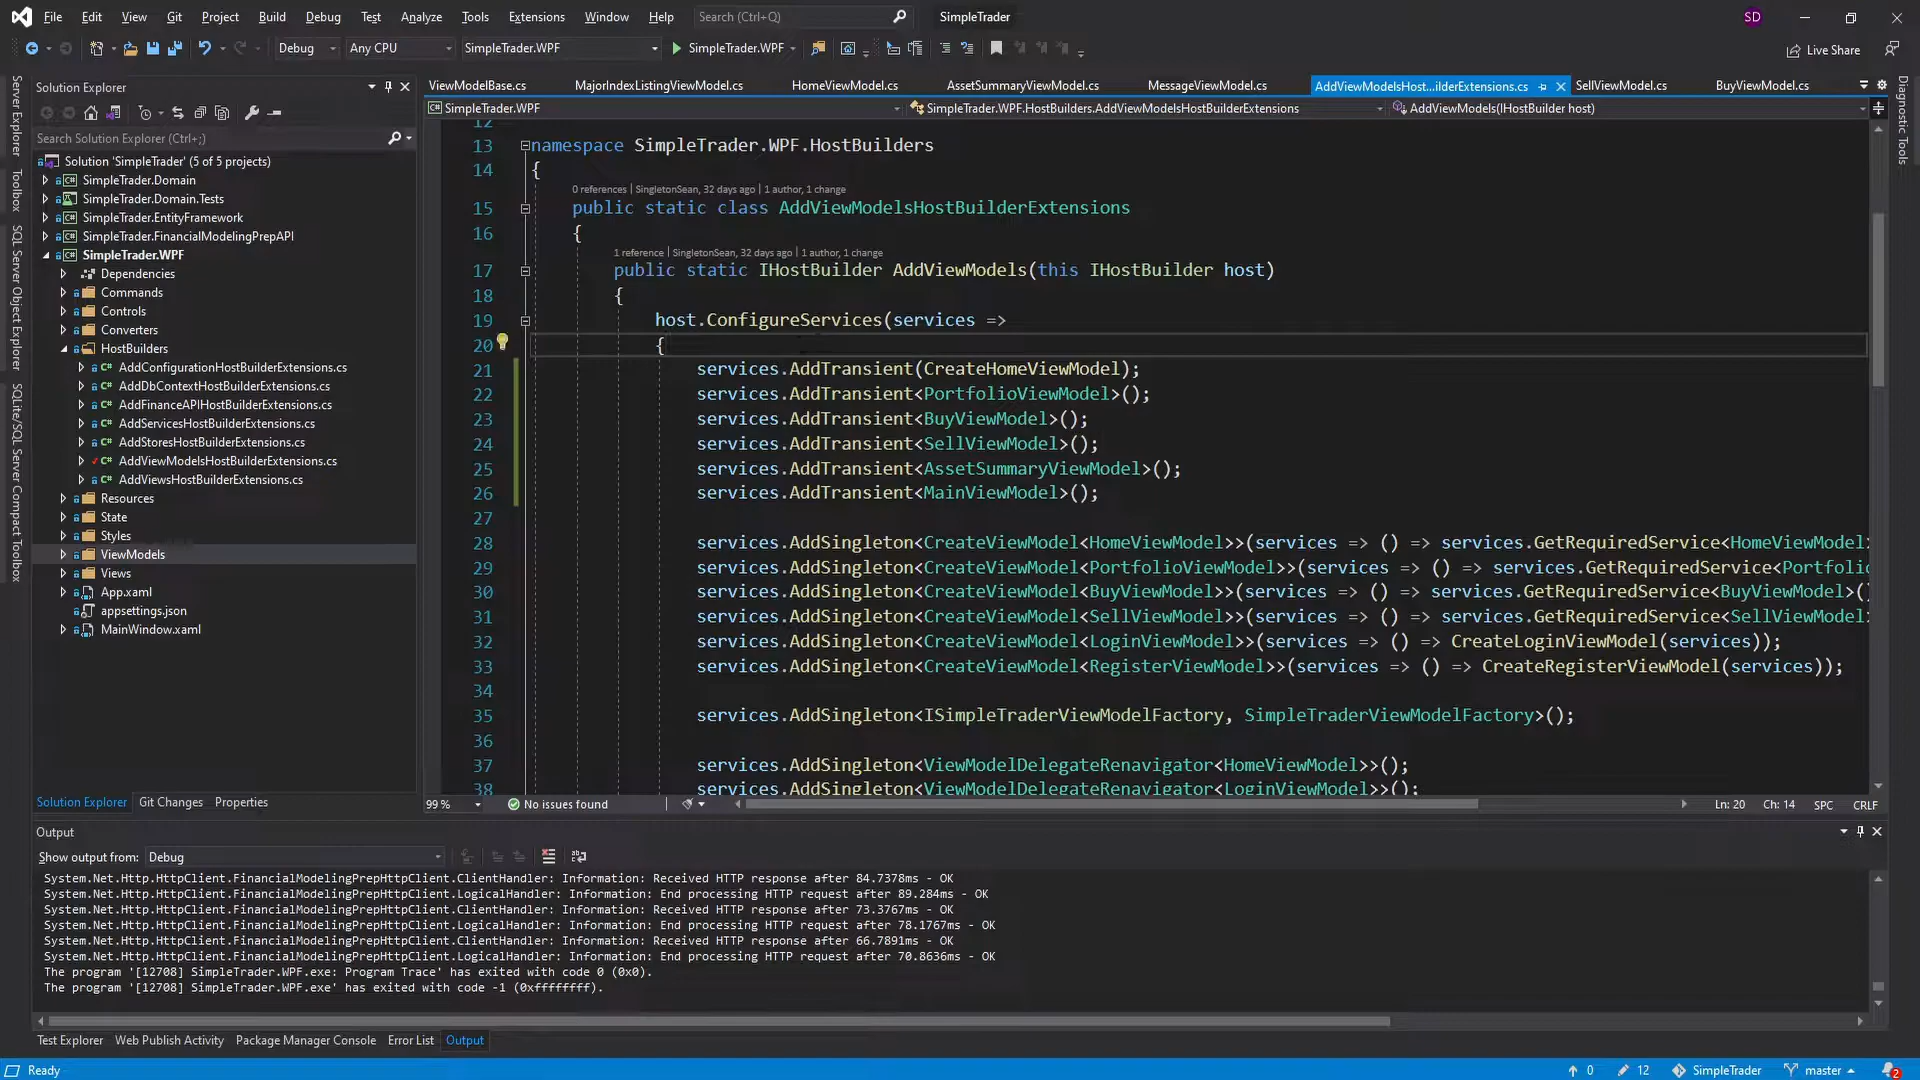 File Edit View Git Project Build Debug Test Analyze Tools Extensions Window Help Search (Ctrl+Q) SimpleTrader SD
Debug Any CPU SimpleTrader.WPF SimpleTrader.WPF Live Share
Server Explorer
Toolbox
SQL Server Object Explorer
SQLite/SQL Server Compact Toolbox
Solution Explorer
Search Solution Explorer (Ctrl+;)
Solution 'SimpleTrader' (5 of 5 projects)
SimpleTrader.Domain
SimpleTrader.Domain.Tests
SimpleTrader.EntityFramework
SimpleTrader.FinancialModelingPrepAPI
SimpleTrader.WPF
Dependencies
Commands
Controls
Converters
HostBuilders
AddConfigurationHostBuilderExtensions.cs
AddDbContextHostBuilderExtensions.cs
AddFinanceAPIHostBuilderExtensions.cs
AddServicesHostBuilderExtensions.cs
AddStoresHostBuilderExtensions.cs
AddViewModelsHostBuilderExtensions.cs
AddViewsHostBuilderExtensions.cs
Resources
State
Styles
ViewModels
Views
App.xaml
appsettings.json
MainWindow.xaml
Solution Explorer Git Changes Properties
ViewModelBase.cs MajorIndexListingViewModel.cs HomeViewModel.cs AssetSummaryViewModel.cs MessageViewModel.cs AddViewModelsHost...ilderExtensions.cs SellViewModel.cs BuyViewModel.cs
SimpleTrader.WPF SimpleTrader.WPF.HostBuilders.AddViewModelsHostBuilderExtensions AddViewModels(IHostBuilder host)
Diagnostic Tools
12
13 namespace SimpleTrader.WPF.HostBuilders
14 {
0 references | SingletonSean, 32 days ago | 1 author, 1 change
15 public static class AddViewModelsHostBuilderExtensions
16 {
1 reference | SingletonSean, 32 days ago | 1 author, 1 change
17 public static IHostBuilder AddViewModels(this IHostBuilder host)
18 {
19 host.ConfigureServices(services =>
20 {
21 services.AddTransient(CreateHomeViewModel);
22 services.AddTransient<PortfolioViewModel>();
23 services.AddTransient<BuyViewModel>();
24 services.AddTransient<SellViewModel>();
25 services.AddTransient<AssetSummaryViewModel>();
26 services.AddTransient<MainViewModel>();
27
28 services.AddSingleton<CreateViewModel<HomeViewModel>>(services => () => services.GetRequiredService<HomeViewModel>
29 services.AddSingleton<CreateViewModel<PortfolioViewModel>>(services => () => services.GetRequiredService<Portfolio
30 services.AddSingleton<CreateViewModel<BuyViewModel>>(services => () => services.GetRequiredService<BuyViewModel>()
31 services.AddSingleton<CreateViewModel<SellViewModel>>(services => () => services.GetRequiredService<SellViewModel>
32 services.AddSingleton<CreateViewModel<LoginViewModel>>(services => () => CreateLoginViewModel(services));
33 services.AddSingleton<CreateViewModel<RegisterViewModel>>(services => () => CreateRegisterViewModel(services));
34
35 services.AddSingleton<ISimpleTraderViewModelFactory, SimpleTraderViewModelFactory>();
36
37 services.AddSingleton<ViewModelDelegateRenavigator<HomeViewModel>>();
38 services.AddSingleton<ViewModelDelegateRenavigator<LoginViewModel>>();
99 % No issues found Ln: 20 Ch: 14 SPC CRLF
Output
Show output from: Debug
System.Net.Http.HttpClient.FinancialModelingPrepHttpClient.ClientHandler: Information: Received HTTP response after 84.7378ms - OK
System.Net.Http.HttpClient.FinancialModelingPrepHttpClient.LogicalHandler: Information: End processing HTTP request after 89.284ms - OK
System.Net.Http.HttpClient.FinancialModelingPrepHttpClient.ClientHandler: Information: Received HTTP response after 73.3767ms - OK
System.Net.Http.HttpClient.FinancialModelingPrepHttpClient.LogicalHandler: Information: End processing HTTP request after 78.1767ms - OK
System.Net.Http.HttpClient.FinancialModelingPrepHttpClient.ClientHandler: Information: Received HTTP response after 66.7891ms - OK
System.Net.Http.HttpClient.FinancialModelingPrepHttpClient.LogicalHandler: Information: End processing HTTP request after 70.8636ms - OK
The program '[12708] SimpleTrader.WPF.exe: Program Trace' has exited with code 0 (0x0).
The program '[12708] SimpleTrader.WPF.exe' has exited with code -1 (0xffffffff).
Test Explorer Web Publish Activity Package Manager Console Error List Output
Ready 0 12 SimpleTrader master 2